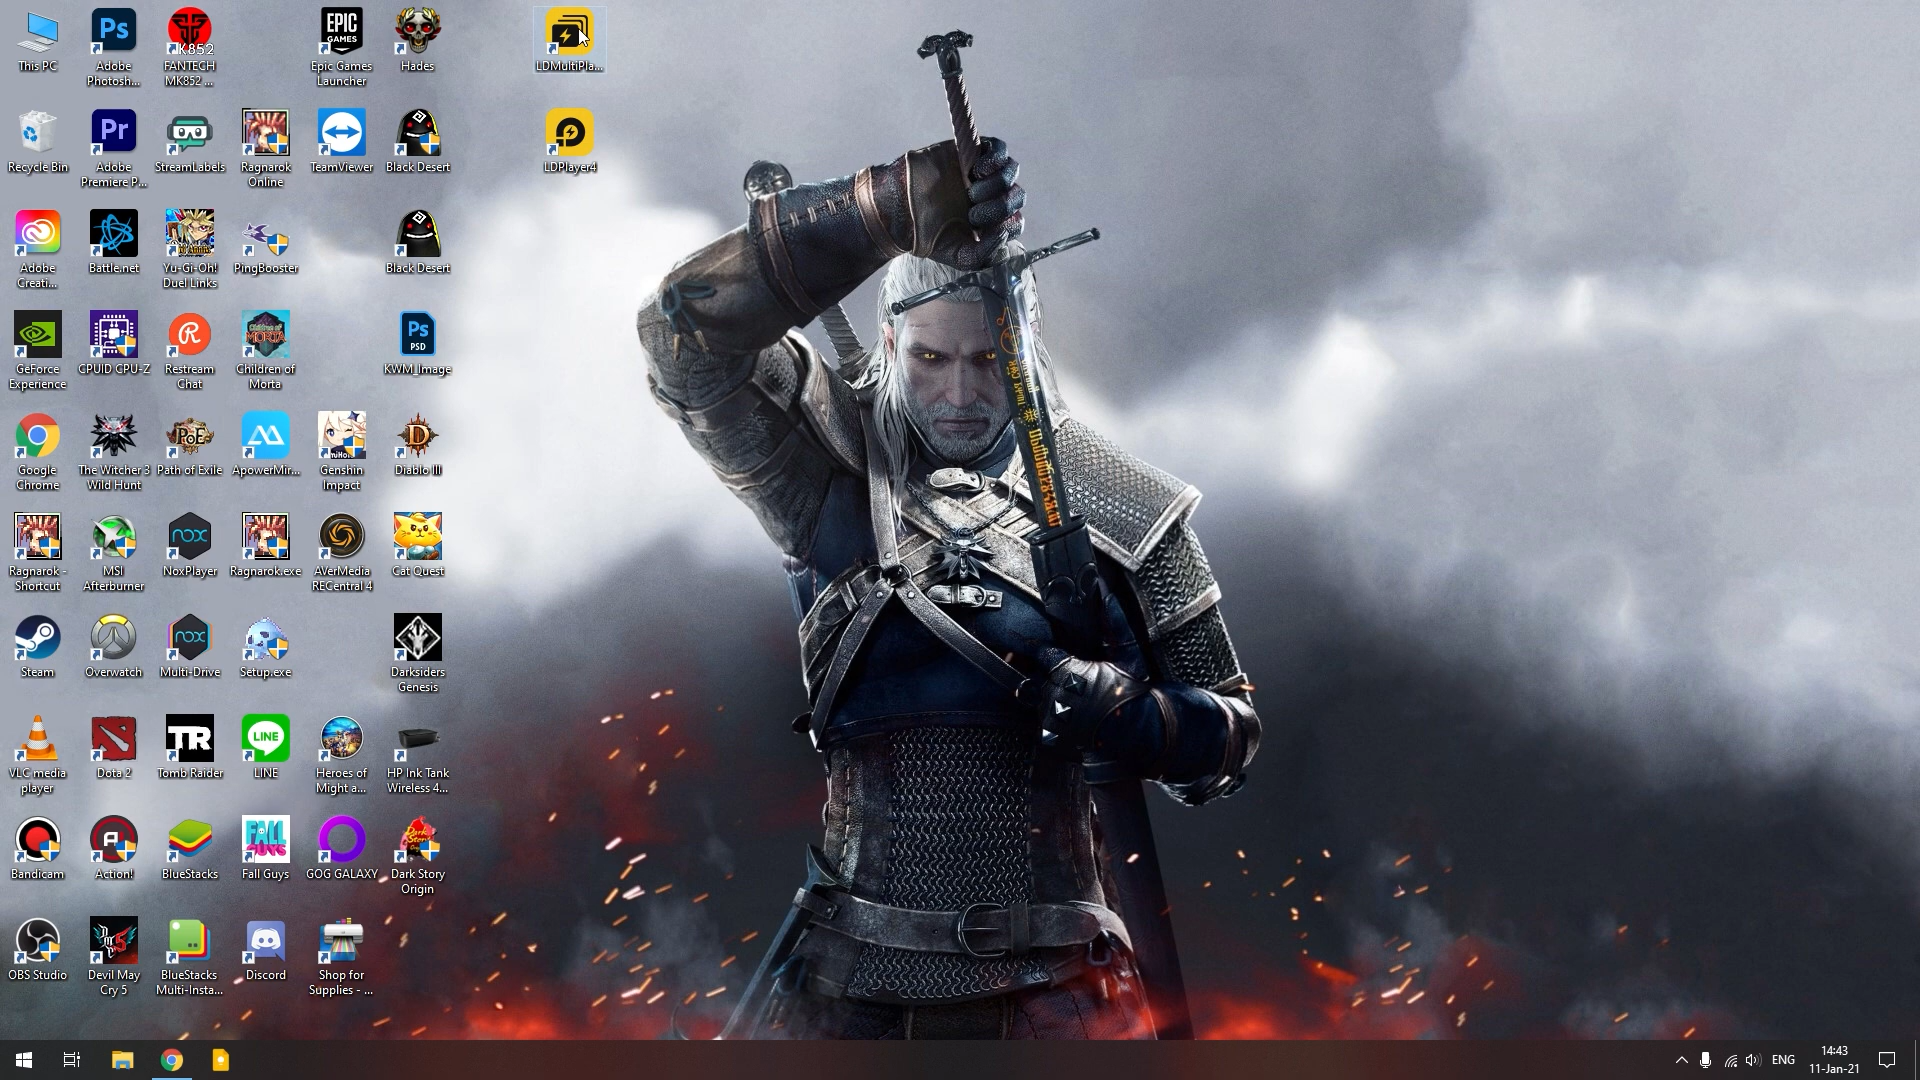 This PC
Ps
Adobe
Photosh...
K852
FANTECH
MK852 ...
EPIC
GAMES
Epic Games
Launcher
Hades
LDMultiPla...
Recycle Bin
Pr
Adobe
Premiere P...
StreamLabels
Ragnarok
Online
TeamViewer
Black Desert
LDPlayer4
Adobe
Creati...
Battle.net
Yu-Gi-Oh!
Duel Links
PingBooster
Black Desert
GeForce
Experience
CPUID CPU-Z
R
Restream
Chat
Children of
MORTA
Children of
Morta
Ps
PSD
KWM_Image
Google
Chrome
The Witcher 3
Wild Hunt
PoE
Path of Exile
ApowerMir...
Genshin
Impact
D
Diablo III
Ragnarok -
Shortcut
MSI
Afterburner
nox
NoxPlayer
Ragnarok.exe
AVerMedia
RECentral 4
Cat Quest
Steam
Overwatch
nox
Multi-Drive
Setup.exe
Darksiders
Genesis
VLC media
player
Dota 2
TR
Tomb Raider
LINE
LINE
Heroes of
Might a...
HP Ink Tank
Wireless 4...
Bandicam
A
Action!
BlueStacks
FALL
GUYS
Fall Guys
GOG GALAXY
Dark Story
Origin
OBS Studio
Devil May
Cry 5
BlueStacks
Multi-Insta...
Discord
Shop for
Supplies - ...
ENG
14:43
11-Jan-21